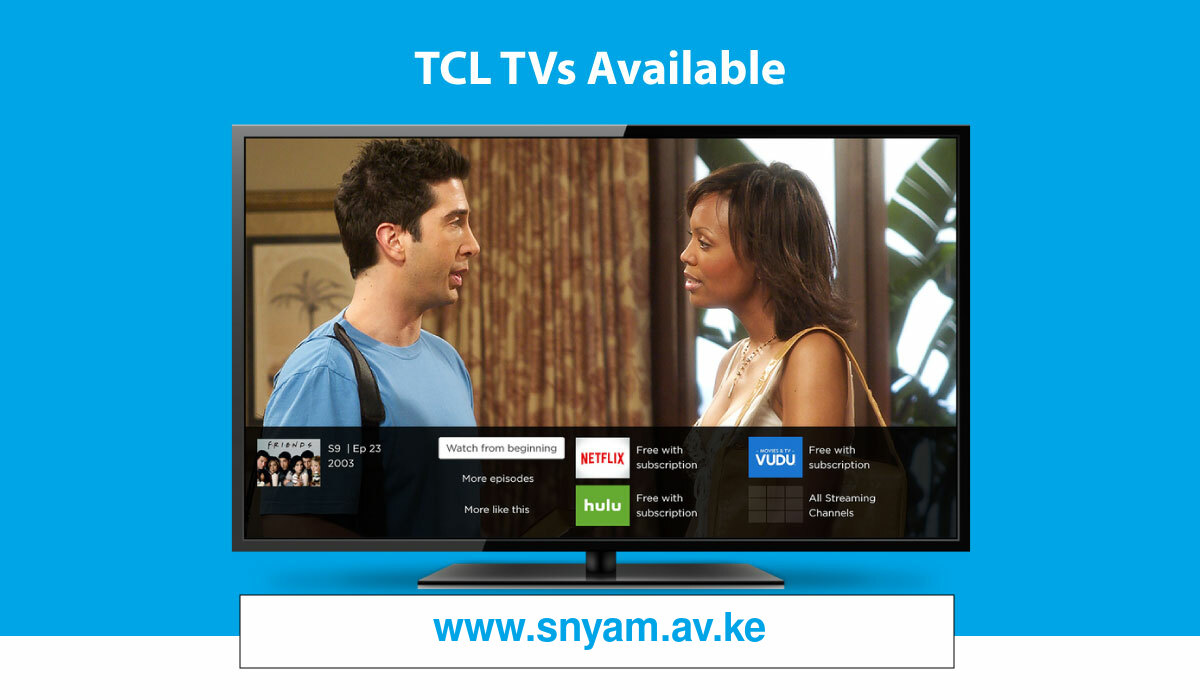 TCL TVs Available
FRIENDS
S9 | Ep 23
2003
Watch from beginning
More episodes
More like this
NETFLIX
Free with
subscription
hulu
Free with
subscription
- MOVIES & TV -
VUDU
Free with
subscription
All Streaming
Channels
www.snyam.av.ke